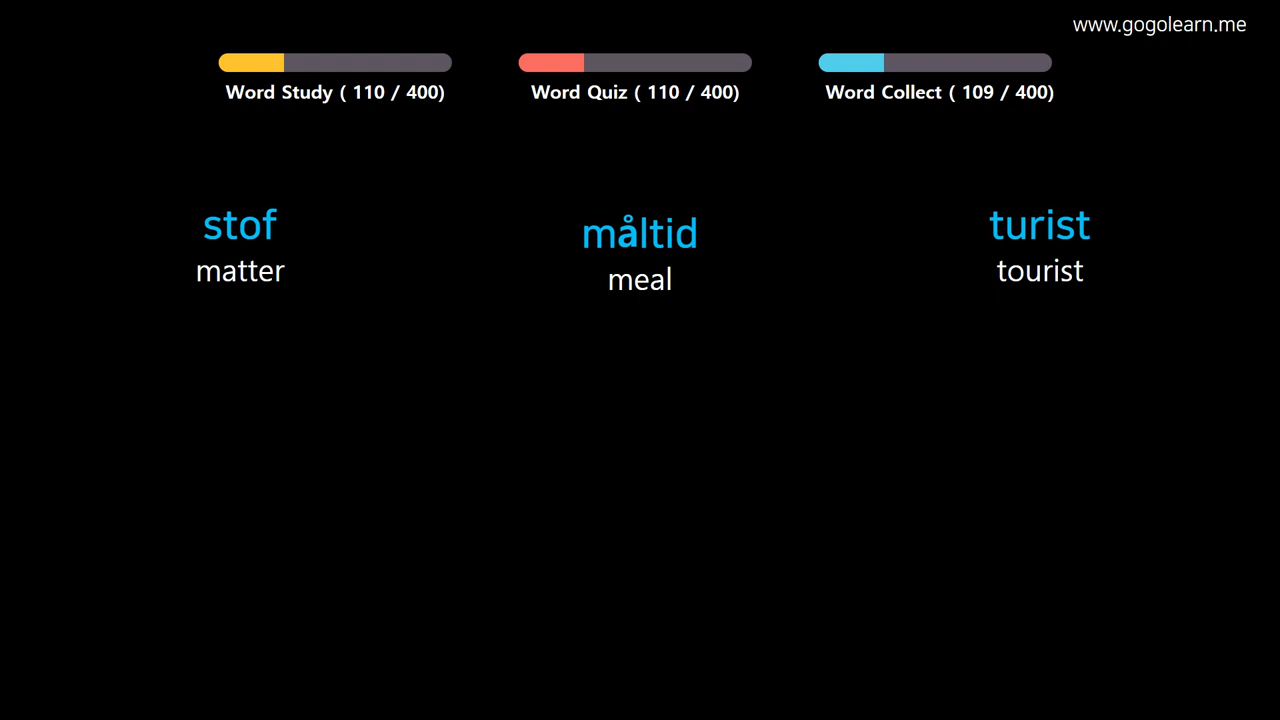 www.gogolearn.me
Word Study ( 110 / 400)
Word Quiz ( 110 / 400)
Word Collect ( 109 / 400)
stof
matter
måltid
meal
turist
tourist